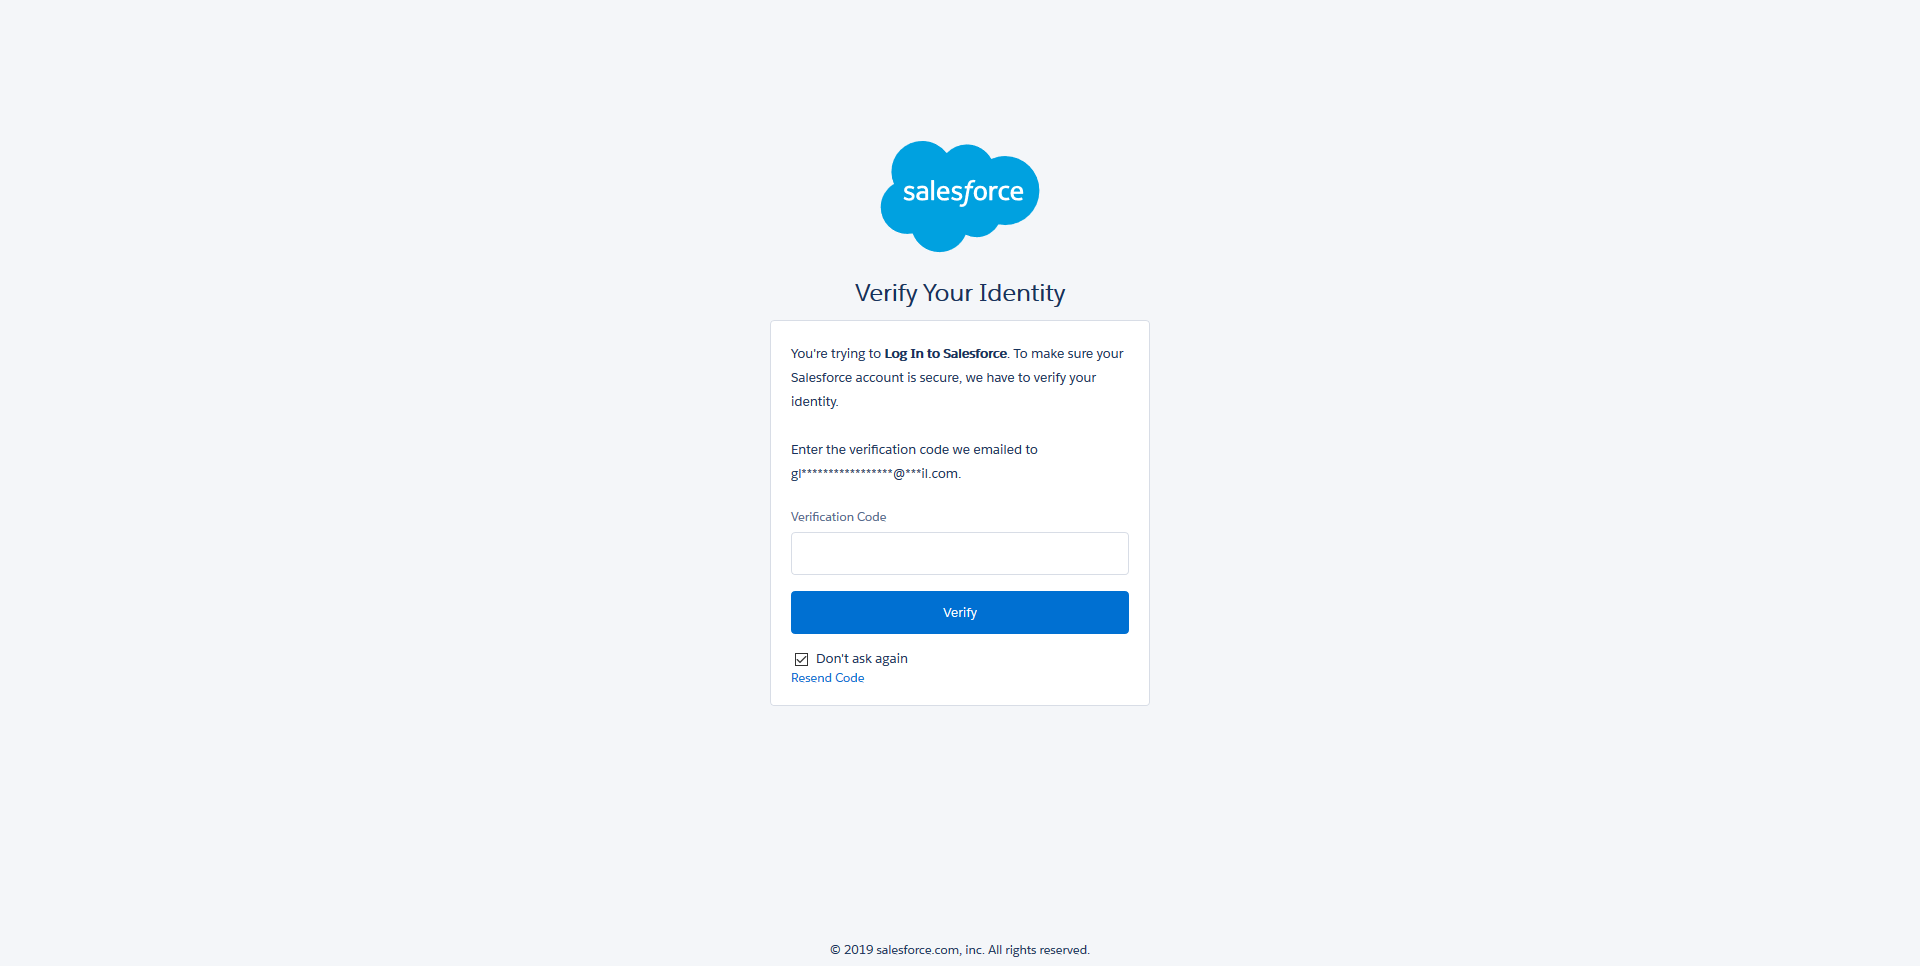 salesforce
Verify Your Identity
You're trying to Log In to Salesforce. To make sure your
Salesforce account is secure, we have to verify your
identity.
Enter the verification code we emailed to
gl*****************@***il.com.
Verification Code
Verify
Don't ask again
Resend Code
© 2019 salesforce.com, inc. All rights reserved.